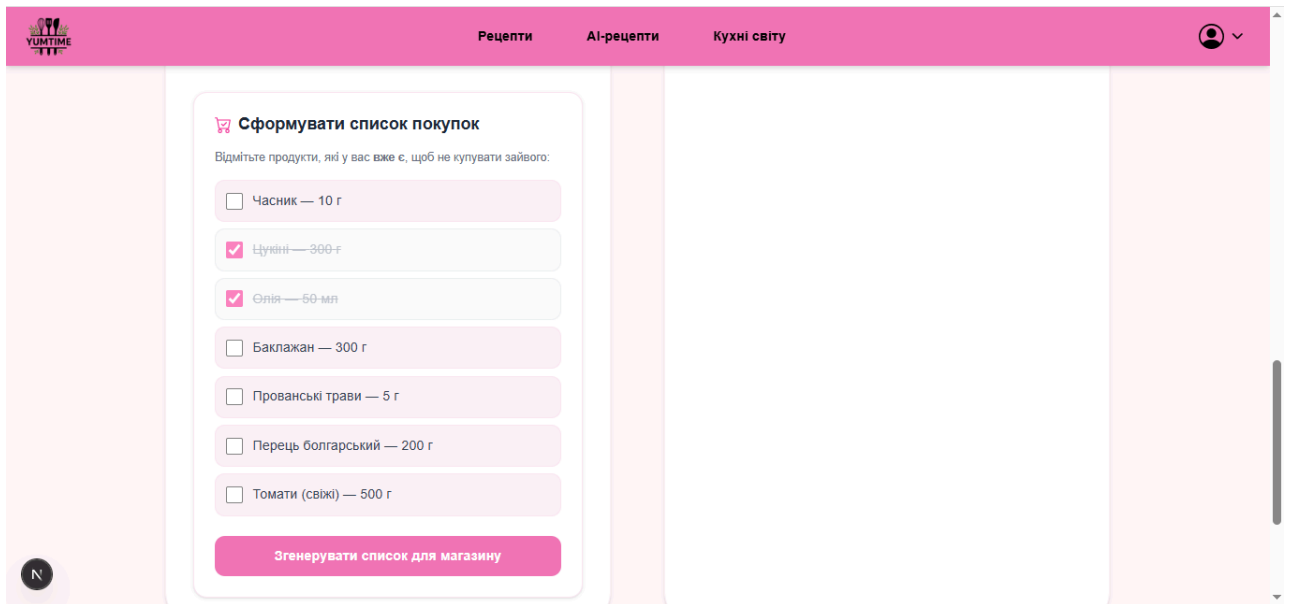 YUMTIME
Рецепти
AI-рецепти
Кухні світу
Сформувати список покупок
Відмітьте продукти, які у вас вже є, щоб не купувати зайвого:
Часник — 10 г
Цукіні — 300 г
Олія — 50 мл
Баклажан — 300 г
Прованські трави — 5 г
Перець болгарський — 200 г
Томати (свіжі) — 500 г
Згенерувати список для магазину
N